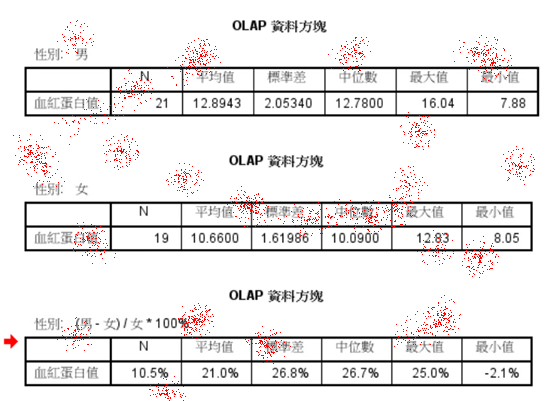 OLAP 資料方塊
性別: 男
N 平均值 標準差 中位數 最大值 最小值
血紅蛋白值 21 12.8943 2.05340 12.7800 16.04 7.88
OLAP 資料方塊
性別: 女
N 平均值 標準差 中位數 最大值 最小值
血紅蛋白值 19 10.6600 1.61986 10.0900 12.83 8.05
OLAP 資料方塊
性別: (男 - 女) / 女 * 100%
N 平均值 標準差 中位數 最大值 最小值
血紅蛋白值 10.5% 21.0% 26.8% 26.7% 25.0% -2.1%